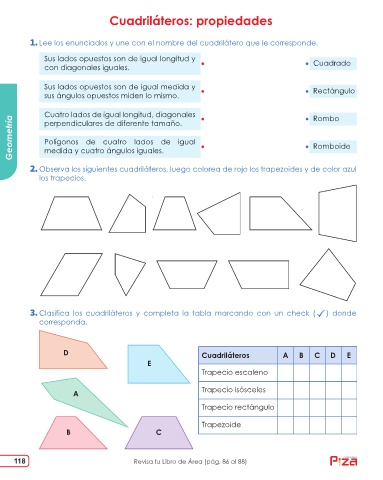 Cuadriláteros: propiedades
1. Lee los enunciados y une con el nombre del cuadrilátero que le corresponde.
Sus lados opuestos son de igual longitud y
con diagonales iguales.
Cuadrado
Sus lados opuestos son de igual medida y
sus ángulos opuestos miden lo mismo.
Rectángulo
Cuatro lados de igual longitud, diagonales
perpendiculares de diferente tamaño.
Rombo
Polígonos de cuatro lados de igual
medida y cuatro ángulos iguales.
Romboide
Geometría
2. Observa los siguientes cuadriláteros, luego colorea de rojo los trapezoides y de color azul
los trapecios.
3. Clasifica los cuadriláteros y completa la tabla marcando con un check (✓) donde
corresponda.
D
E
A
B
C
Cuadriláteros A B C D E
Trapecio escaleno
Trapecio isósceles
Trapecio rectángulo
Trapezoide
118
Revisa tu Libro de Área (pág. 86 al 88)